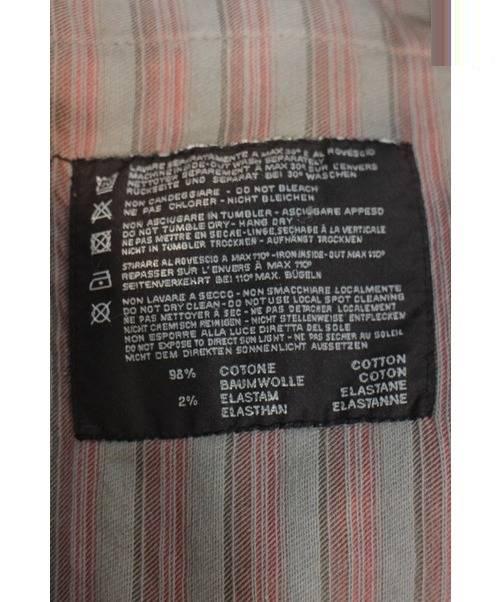 LAVARE SEPARATAMENTE A MAX 30° E AL ROVESCIO
MACHINE INSIDE-OUT WASH SEPARATELY
NETTOYER SEPAREMENT A MAX 30° SUR L'ENVERS
RÜCKSEITE UND SEPARAT BEI 30° WASCHEN
NON CANDEGGIARE - DO NOT BLEACH
NE PAS CHLORER - NICHT BLEICHEN
NON ASCIUGARE IN TUMBLER - ASCIUGARE APPESO
DO NOT TUMBLE DRY - HANG DRY
NE PAS METTRE EN SECKE-LINGE, SECHAGE À LA VERTICALE
NICHT IN TUMBLER TROCKNEN - AUFHÄNGT TROCKNEN
STIRARE AL ROVESCIO A MAX 110° - IRON INSIDE-OUT MAX 110°
REPASSER SUR L'ENVERS À MAX 110°
SEITENVERKEHRT BEI 110° MAX. BÜGELN
NON LAVARE A SECCO - NON SMACCHIARE LOCALMENTE
DO NOT DRY CLEAN - DO NOT USE LOCAL SPOT CLEANING
NE PAS NETTOYER À SEC - NE PAS DETACHER LOCALEMENT
NICHT CHEMISCH REINIGEN - NICHT STELLENWEISE ENTFLECKEN
NON ESPORRE ALLA LUCE DIRETTA DEL SOLE
DO NOT EXPOSE TO DIRECT SUN LIGHT - NE PAS SECHER AU SOLEIL
NICHT DEM DIREKTEN SONNENLICHT AUSSETZEN
98% COTONE COTTON
BAUMWOLLE COTON
2% ELASTAM ELASTANE
ELASTHAN ELASTANNE